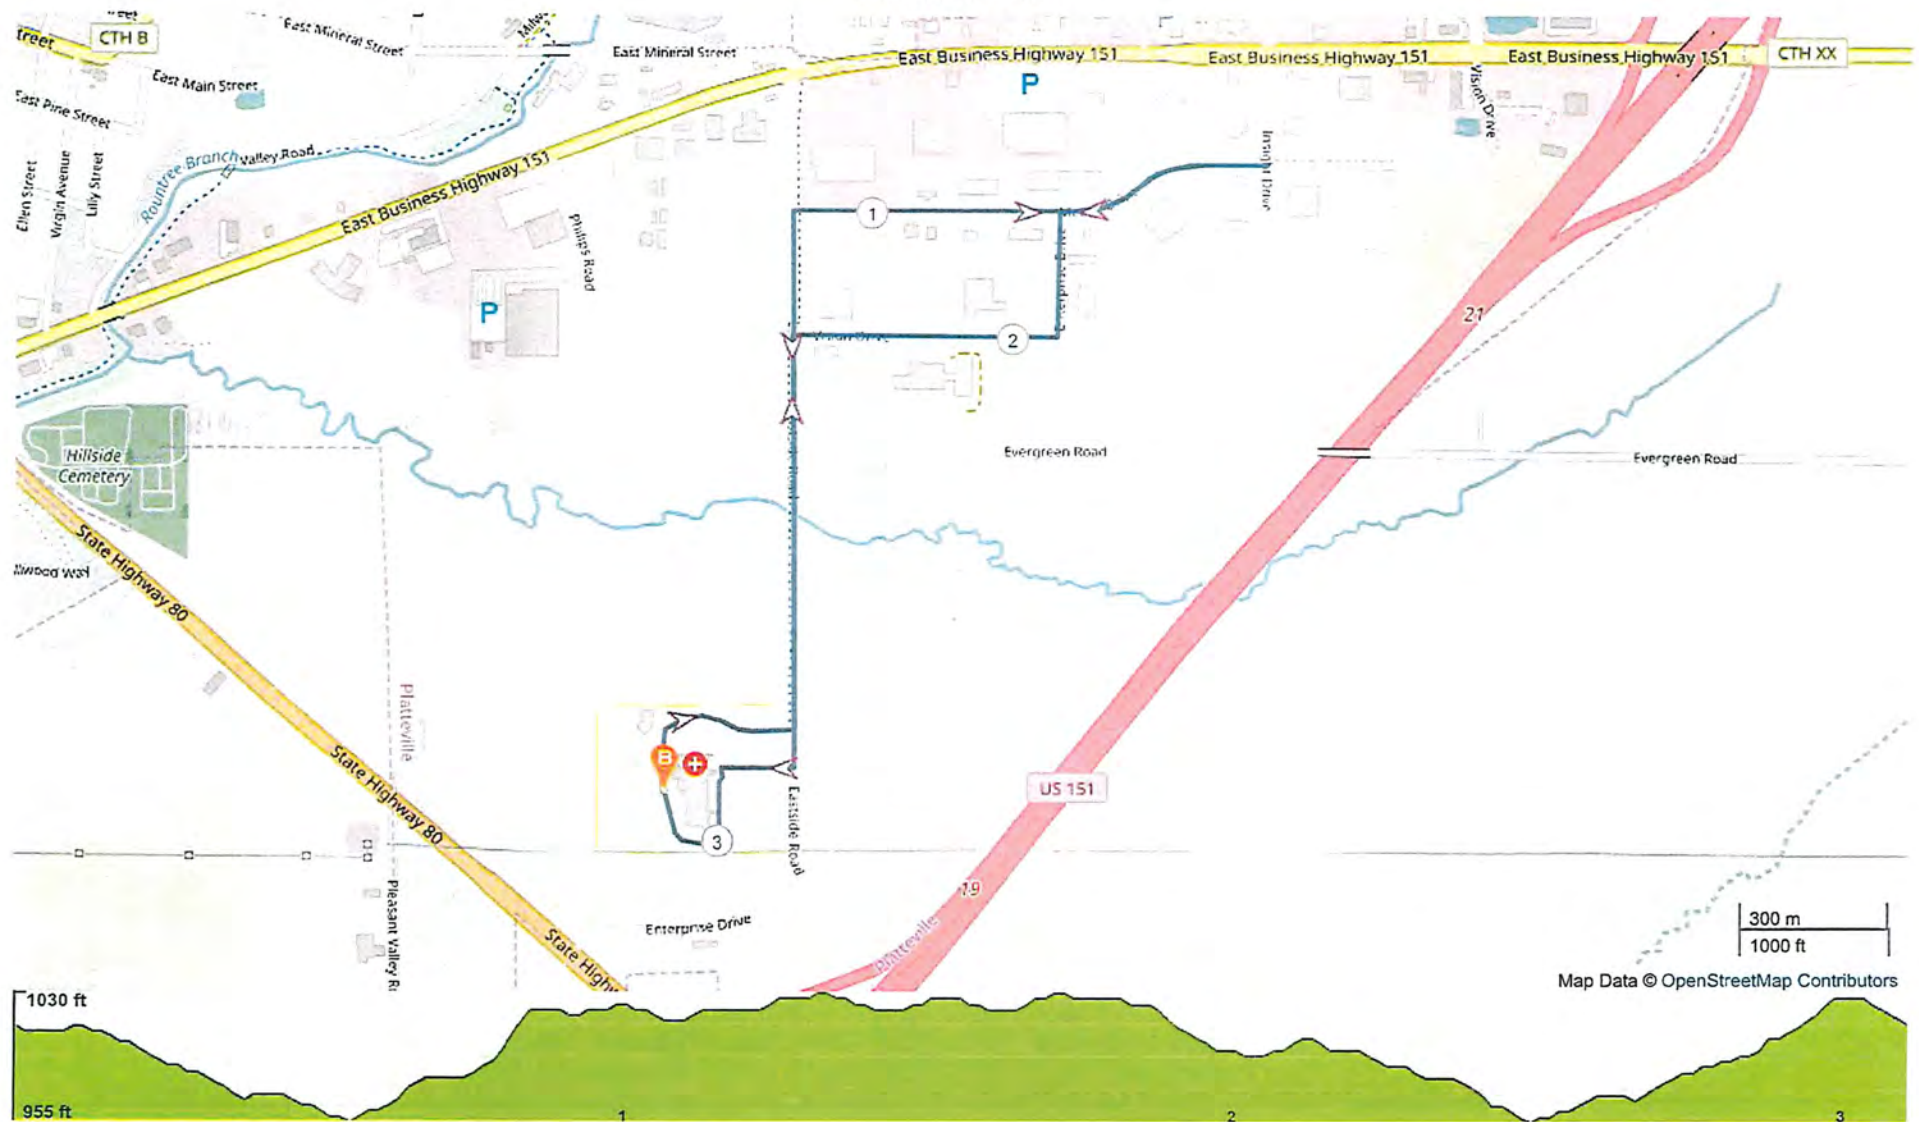 CTH B
East Mineral Street
East Mineral Street
East Business Highway 151
East Business Highway 151
East Business Highway 151
CTH XX
East Main Street
P
Vision Drive
East Pine Street
Rountree Branch
Valley Road
Ellen Street
Virgin Avenue
Lilly Street
East Business Highway 151
Philips Road
1
P
2
21
Hillside
Cemetery
Evergreen Road
Evergreen Road
State Highway 80
Platteville
State Highway 80
B
US 151
3
Eastside Road
19
Platteville
Pleasant Valley R
Enterprise Drive
300 m
1000 ft
Map Data © OpenStreetMap Contributors
1030 ft
955 ft
1
2
3